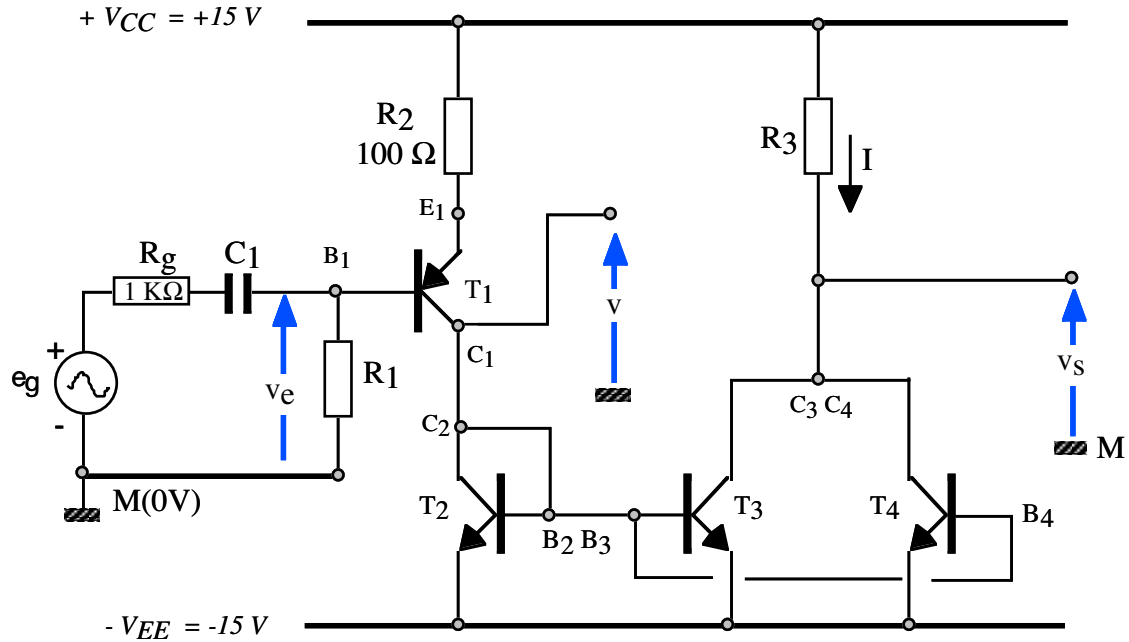 + VCC = +15 V
R2
100 Ω
R3
I
E1
Rg
C1
B1
1 KΩ
T1
v
C1
+
eg
-
ve
R1
vs
C2
C3 C4
M
M(0V)
T2
B2 B3
T3
T4
B4
- VEE = -15 V